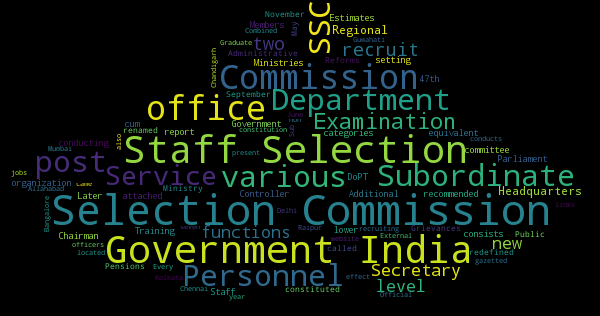 SSC
November
Estimates
Members
Combined
May
Regional
Guwahati
Graduate
two
recruit
Administrative
Chandigarh
Commission
Ministries
Reforms
setting
47th
September
Department
office
Government
Examination
constitution
categories
equivalent
cum
renamed
report
also
conducting
Staff Selection
committee
conducts
Mumbai
present
Parliament
post
Service
various
Subordinate
jobs
came
organization
Allahabad
Ministry
DoPT
Headquarters
Later
attached
Controller
Additional
recommended
Bangalore
Selection Commission
Delhi
Chairman
Training
functions
lower
recruiting
Grievances
consists
Public
new
officers
website
External
Called
redefined
located
Government India
gazetted
Pensions
Every
Personnel
Secretary
effect
level
Chennai
Staff
constituted
Official
year
June
Raipur